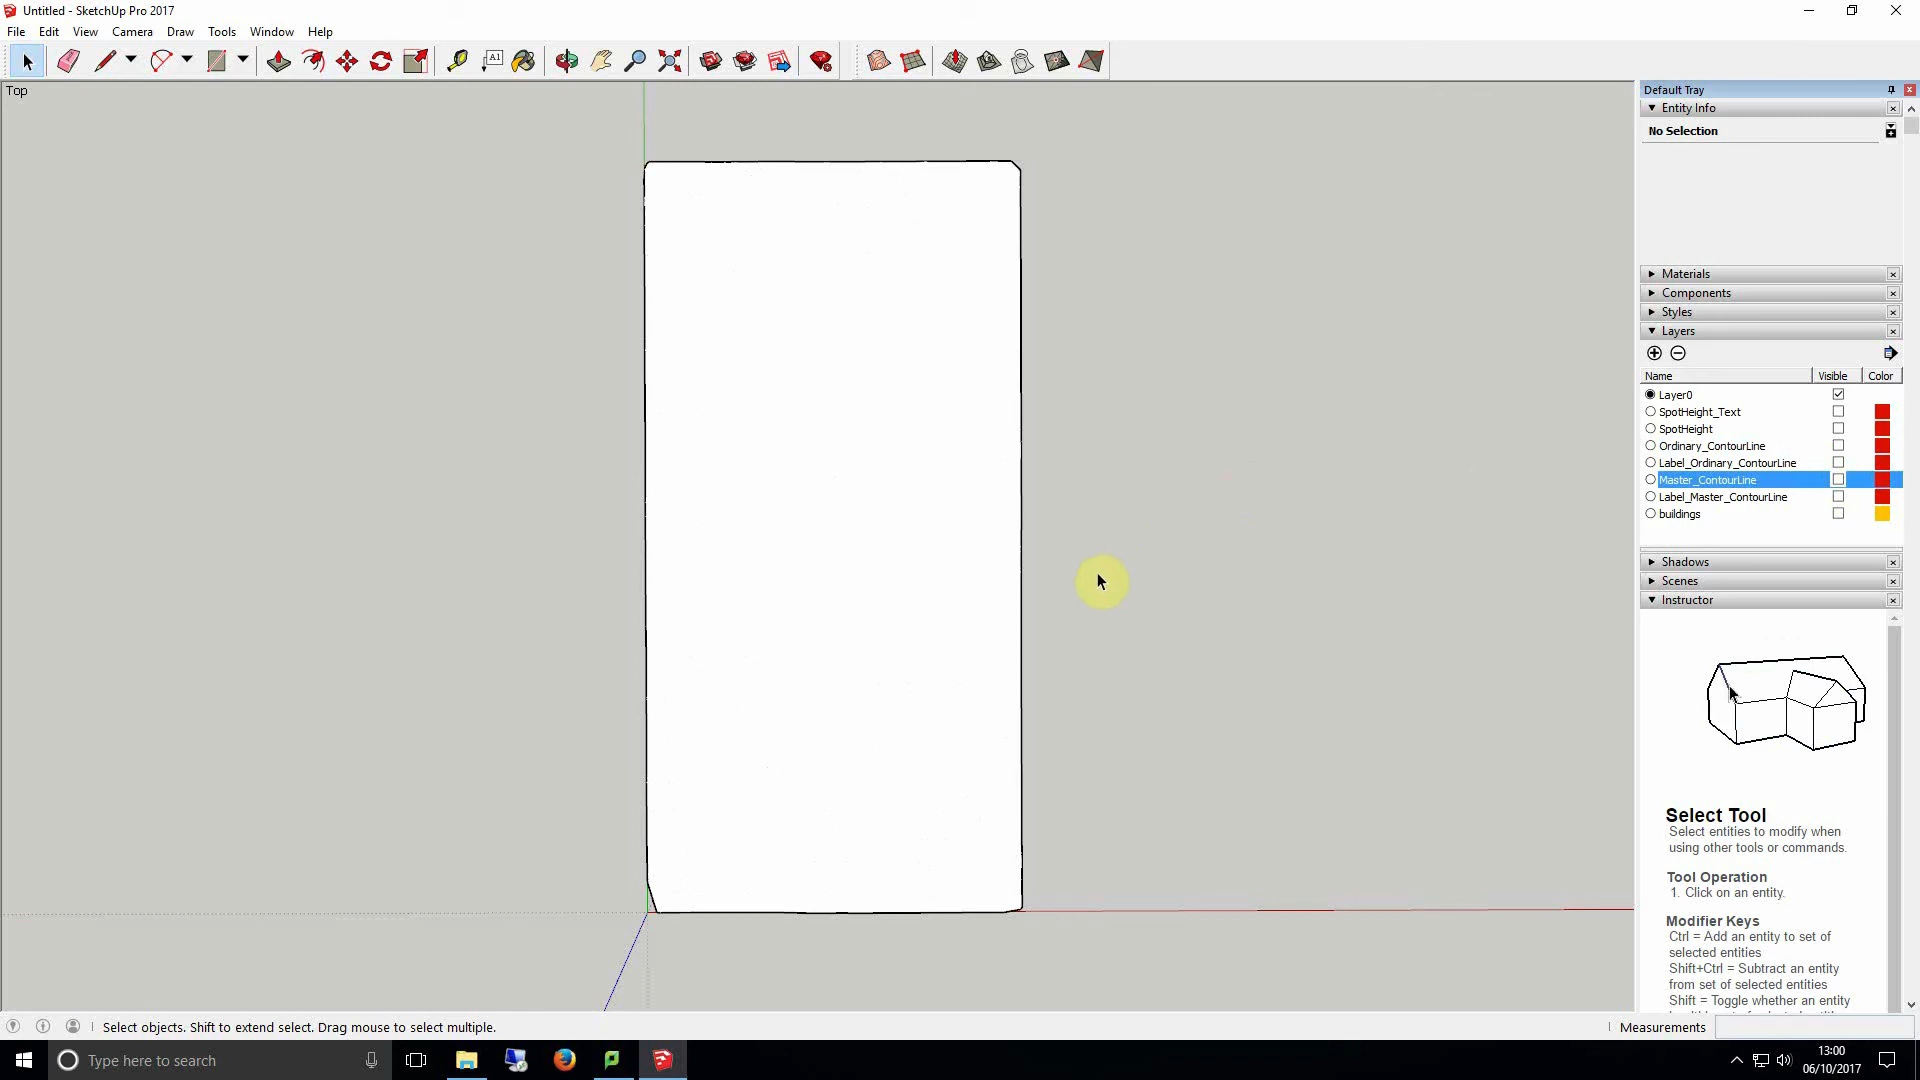 Untitled - SketchUp Pro 2017
File Edit View Camera Draw Tools Window Help
A1
Top
Default Tray
Entity Info
No Selection
Materials
Components
Styles
Layers
Name Visible Color
Layer0
SpotHeight_Text
SpotHeight
Ordinary_ContourLine
Label_Ordinary_ContourLine
Master_ContourLine
Label_Master_ContourLine
buildings
Shadows
Scenes
Instructor
Select Tool
Select entities to modify when
using other tools or commands.
Tool Operation
1. Click on an entity.
Modifier Keys
Ctrl = Add an entity to set of
selected entities
Shift+Ctrl = Subtract an entity
from set of selected entities
Shift = Toggle whether an entity
Select objects. Shift to extend select. Drag mouse to select multiple.
Measurements
Type here to search
13:00
06/10/2017